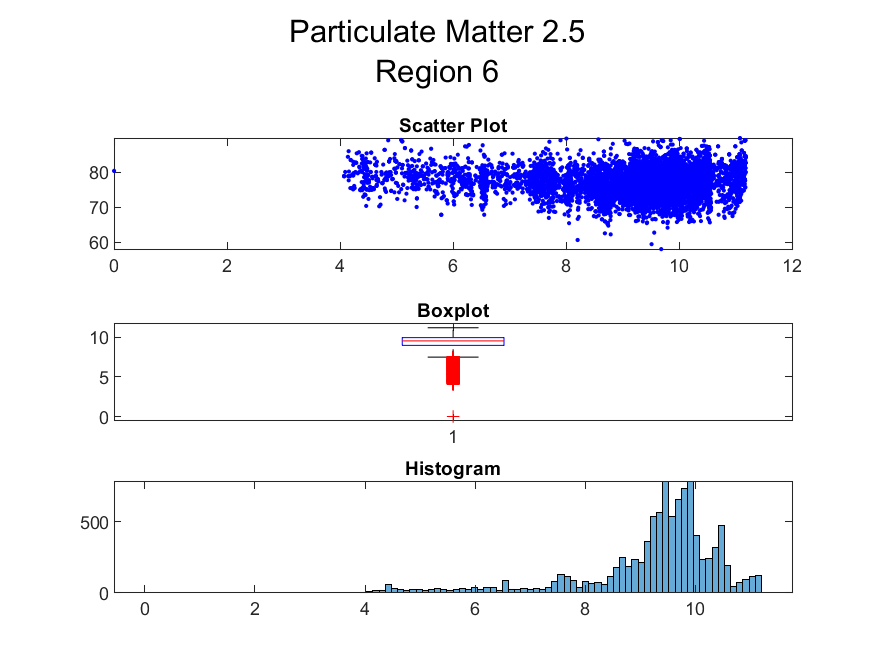 Particulate Matter 2.5
Region 6
Scatter Plot
80
70
60
0 2 4 6 8 10 12
Boxplot
10
5
0
1
Histogram
500
0
0 2 4 6 8 10